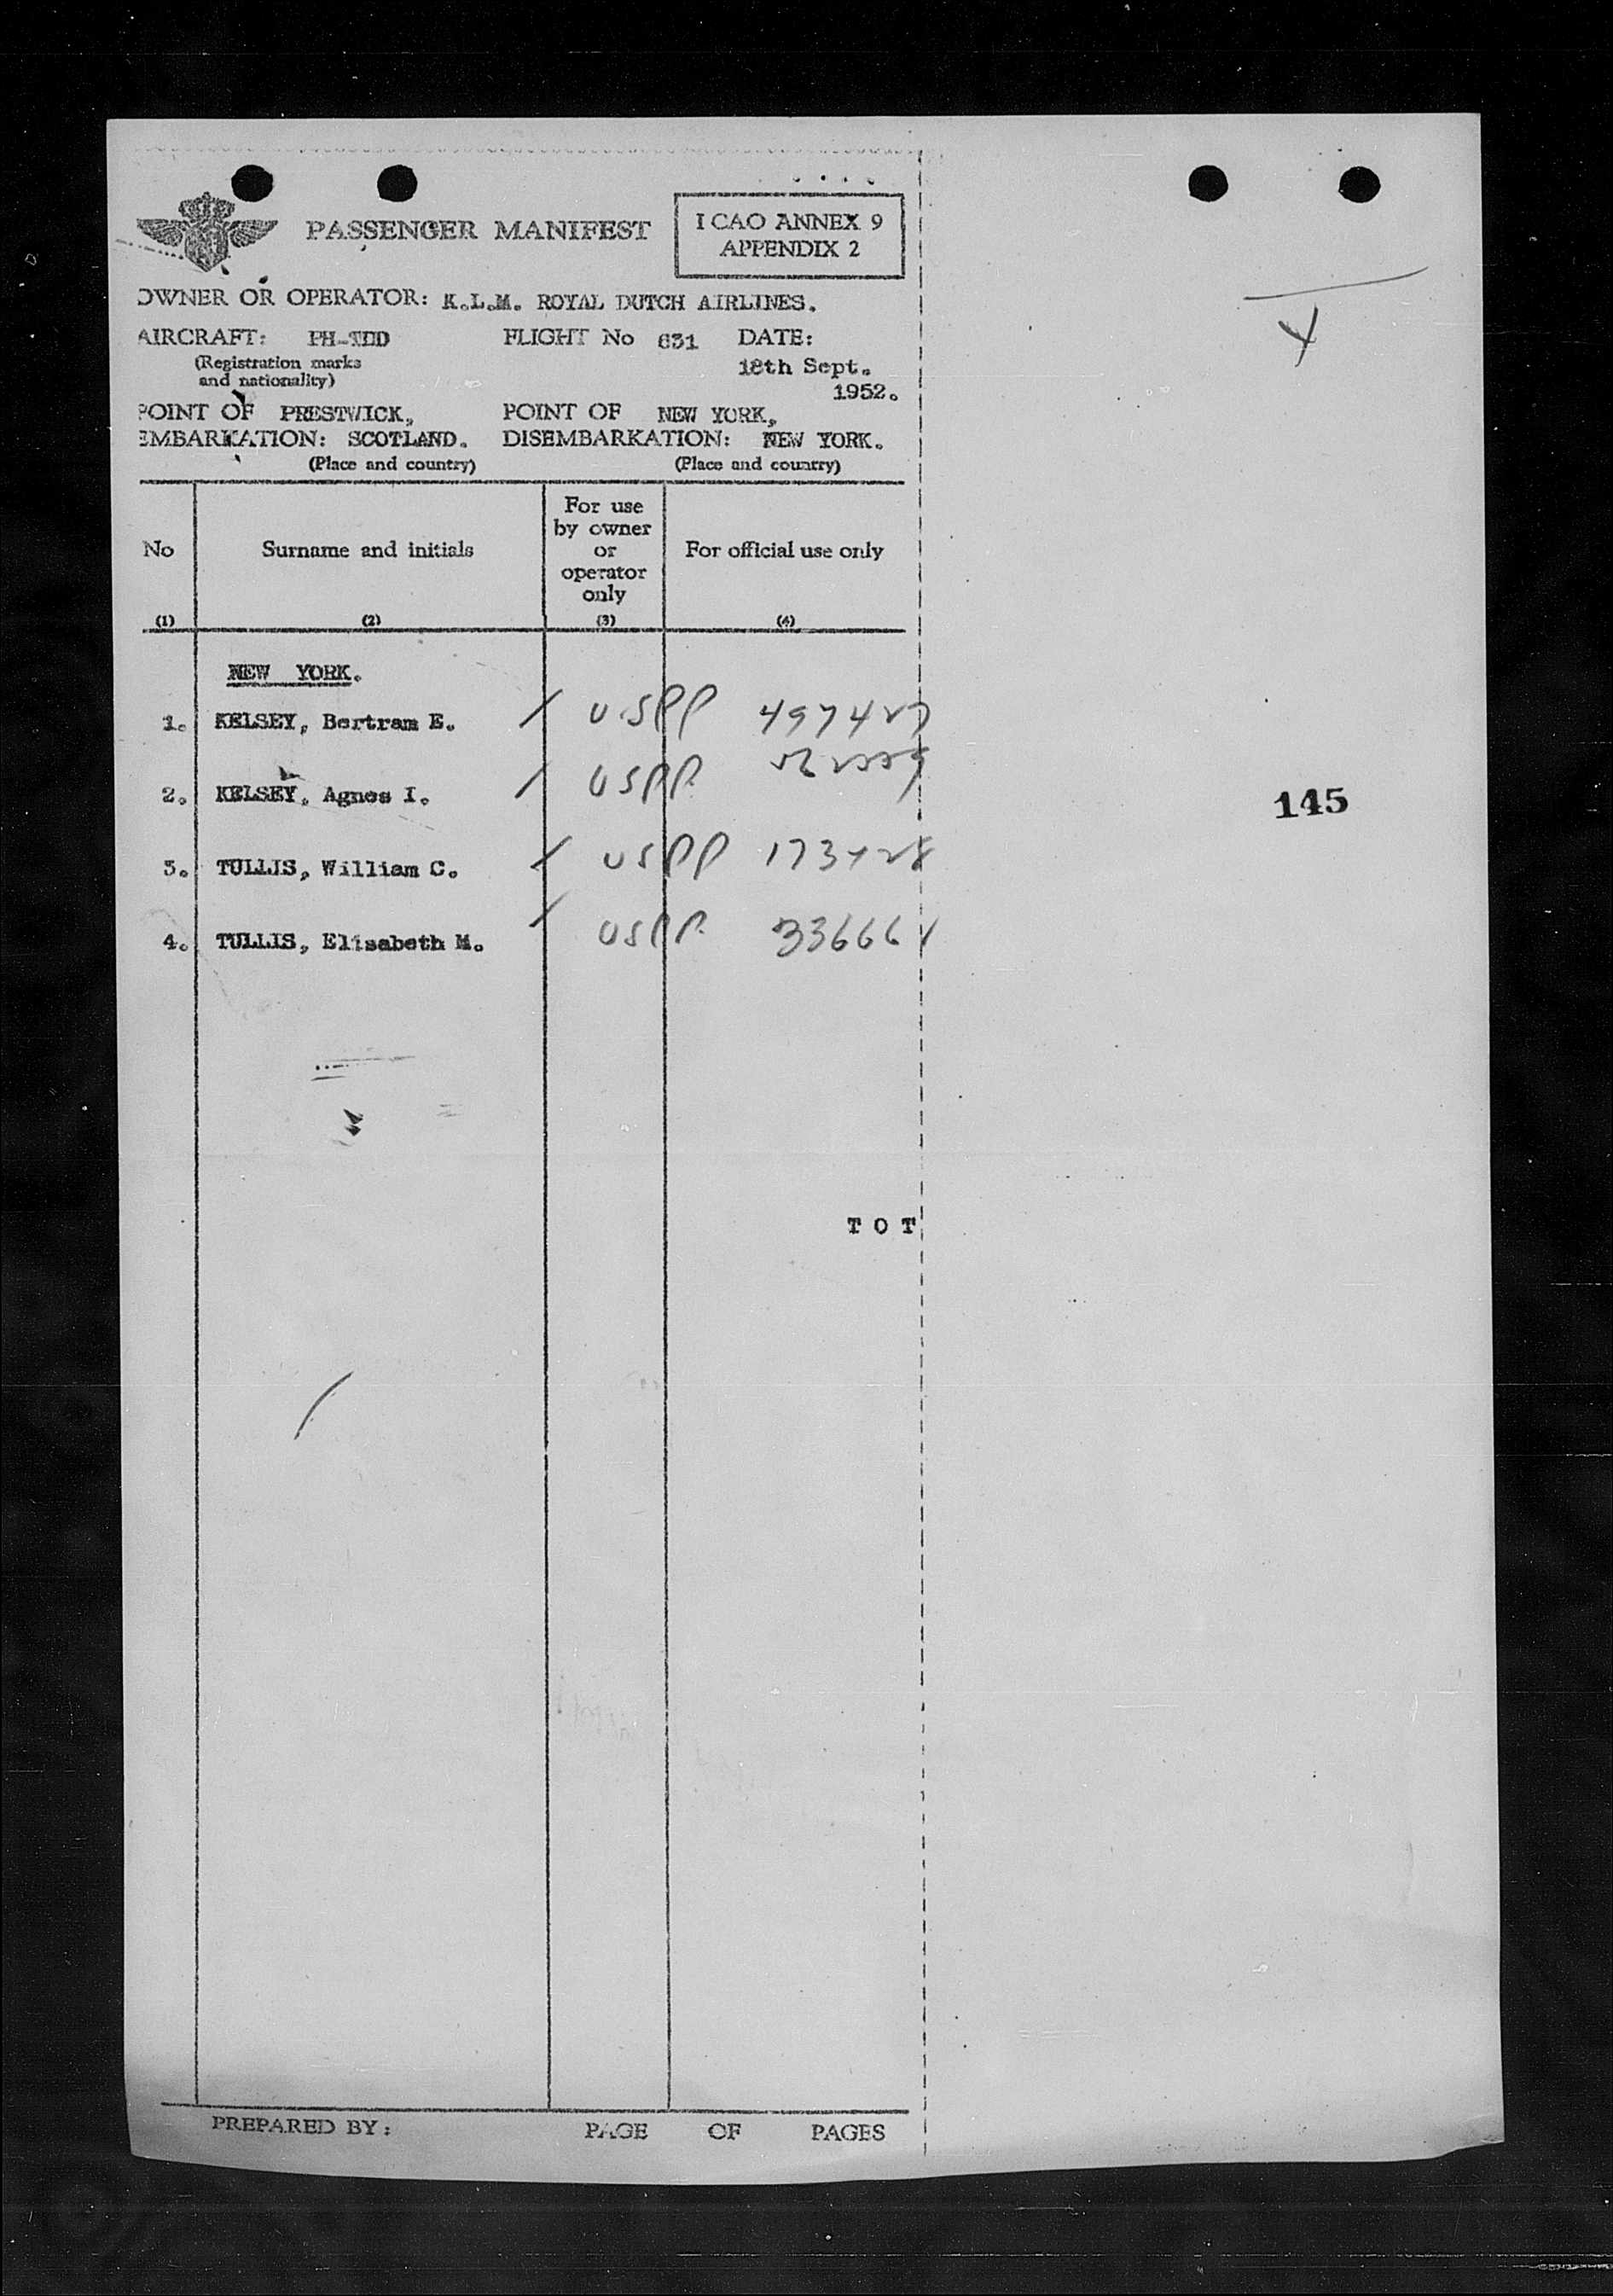 PASSENGER MANIFEST
ICAO ANNEX 9
APPENDIX 2
OWNER OR OPERATOR: K.L.M. ROYAL DUTCH AIRLINES.
AIRCRAFT: PH-TDD FLIGHT No 631 DATE:
(Registration marks
and nationality)
18th Sept.
1952.
POINT OF PRESTWICK, POINT OF NEW YORK,
EMBARKATION: SCOTLAND. DISEMBARKATION: NEW YORK.
(Place and country) (Place and country)
No
Surname and initials
For use
by owner
or
operator
only
For official use only
(1) (2) (3) (4)
NEW YORK.
1. KELSEY, Bertram E. / USPP 497427
2. KELSEY, Agnes I. / USPP
3. TULLIS, William C. / USPP 173428
4. TULLIS, Elisabeth M. / USPP 336661
145
T O T
PREPARED BY: PAGE OF PAGES